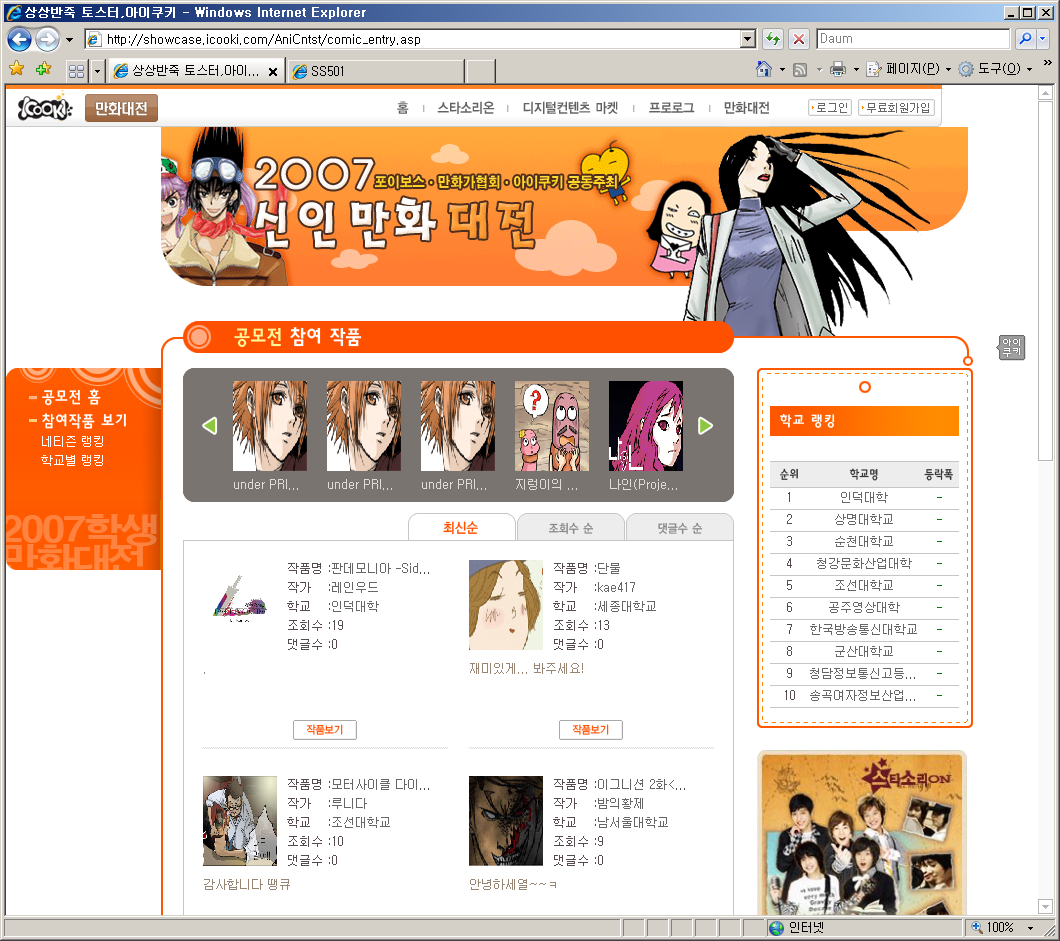 상상반죽 토스터,아이쿠키 - Windows Internet Explorer
http://showcase.icooki.com/AniCntst/comic_entry.asp
Daum
상상반죽 토스터,아이...
SS501
페이지(P)
도구(O)
iCOOKi
만화대전
홈
스타소리온
디지털컨텐츠 마켓
프로로그
만화대전
로그인
무료회원가입
2007
포이보스·만화가협회·아이쿠키 공동주최!
신인만화대전
아이
쿠키
공모전 참여 작품
공모전 홈
참여작품 보기
네티즌 랭킹
학교별 랭킹
2007학생
만화대전
under PRI...
under PRI...
under PRI...
지렁이의 ...
나인(Proje...
최신순
조회수 순
댓글수 순
작품명 :판데모니아 -Sid...
작가 :레인우드
학교 :인덕대학
조회수 :19
댓글수 :0
.
작품보기
작품명 :단물
작가 :kae417
학교 :세종대학교
조회수 :13
댓글수 :0
재미있게... 봐주세요!
작품보기
작품명 :모터사이클 다이...
작가 :루니다
학교 :조선대학교
조회수 :10
댓글수 :0
감사합니다 땡큐
작품명 :이그니션 2화<...
작가 :밤의황제
학교 :남서울대학교
조회수 :9
댓글수 :0
안녕하세열~~ㅋ
학교 랭킹
순위 학교명 등락폭
1 인덕대학 -
2 상명대학교 -
3 순천대학교 -
4 청강문화산업대학 -
5 조선대학교 -
6 공주영상대학 -
7 한국방송통신대학교 -
8 군산대학교 -
9 청담정보통신고등... -
10 송곡여자정보산업... -
스타소리ON
인터넷
100%